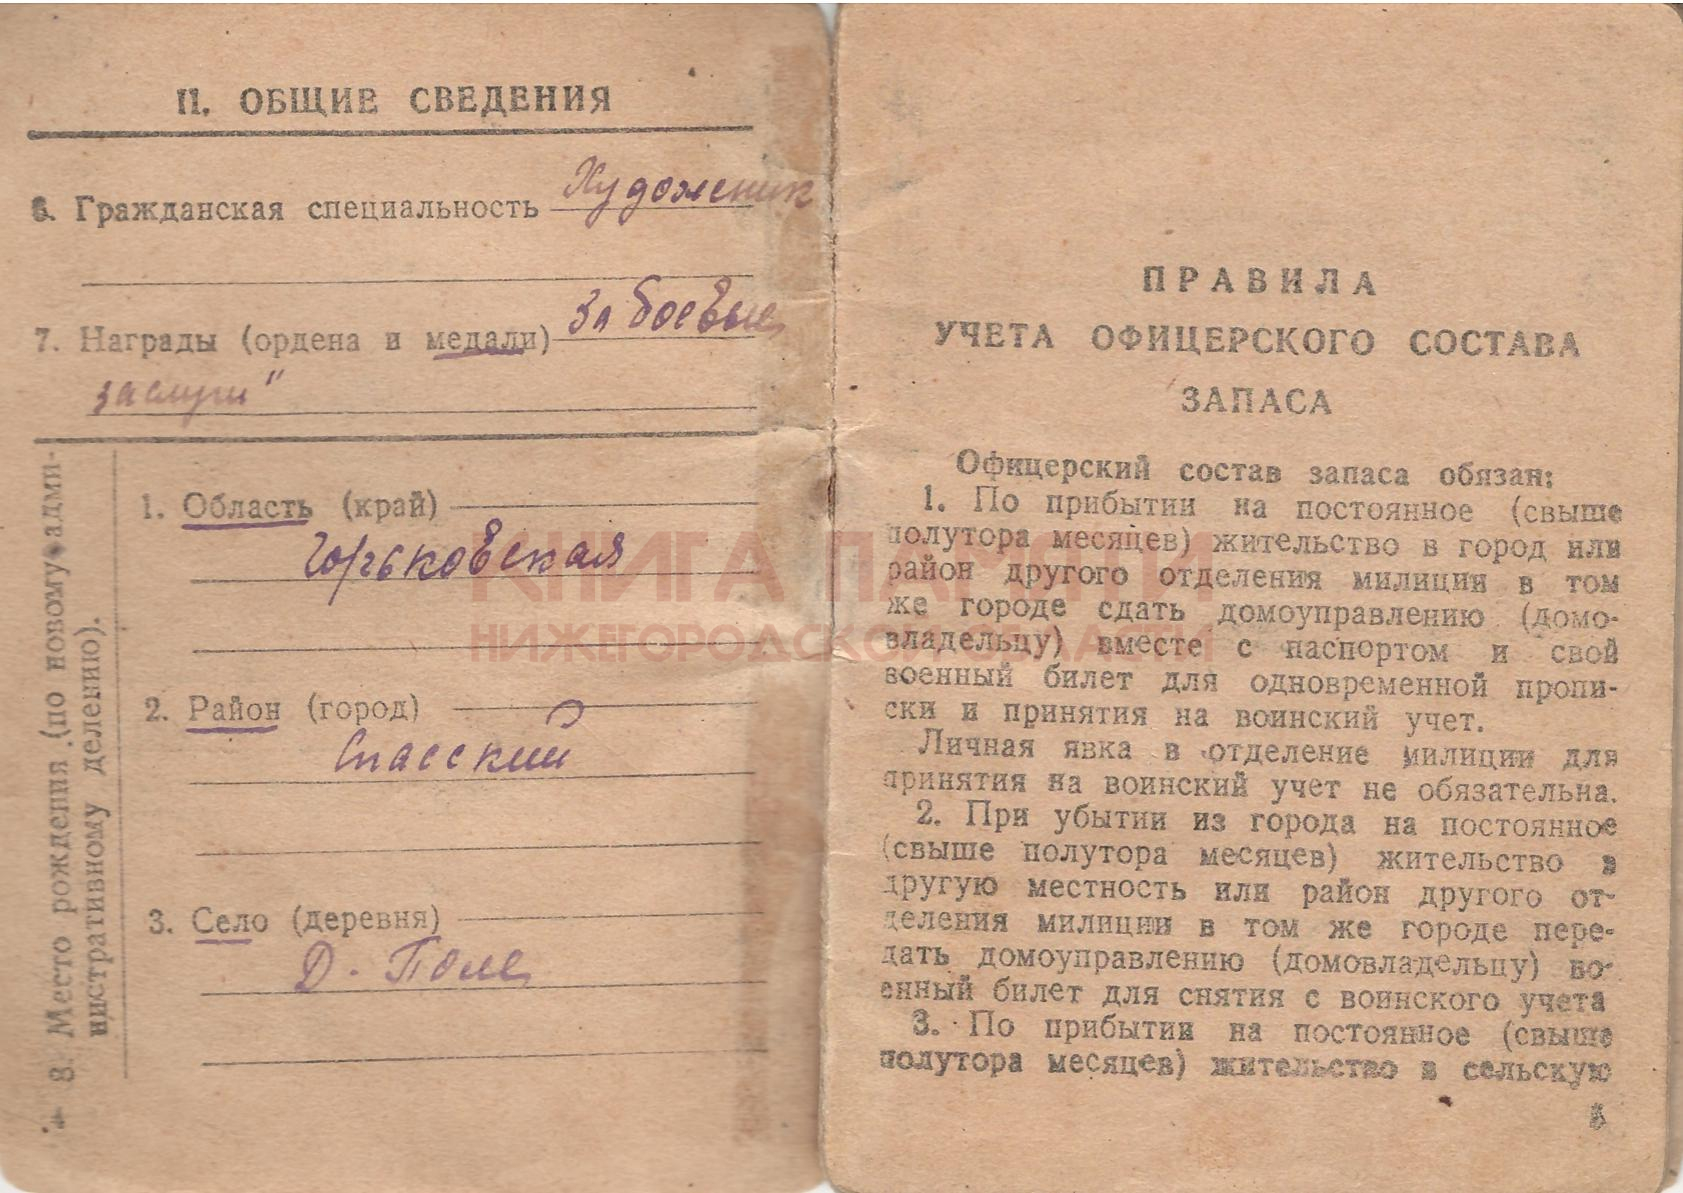 II. ОБЩИЕ СВЕДЕНИЯ
6. Гражданская специальность Художник
7. Награды (ордена и медали) За боевые
заслуги"
8. Место рождения (по новому административному делению).
1. Область (край)
Горьковская
2. Район (город)
Спасский
3. Село (деревня)
д. Поле
ПРАВИЛА
УЧЕТА ОФИЦЕРСКОГО СОСТАВА
ЗАПАСА
Офицерский состав запаса обязан:
1. По прибытии на постоянное (свыше
полутора месяцев) жительство в город или
район другого отделения милиции в том
же городе сдать домоуправлению (домо-
владельцу) вместе с паспортом и свой
военный билет для одновременной пропи-
ски и принятия на воинский учет.
Личная явка в отделение милиции для
принятия на воинский учет не обязательна.
2. При убытии из города на постоянное
(свыше полутора месяцев) жительство в
другую местность или район другого от-
деления милиции в том же городе пере-
дать домоуправлению (домовладельцу) во-
енный билет для снятия с воинского учета
3. По прибытии на постоянное (свыше
полутора месяцев) жительство в сельскую
КНИГА ПАМЯТИ
НИЖЕГОРОДСКОЙ ОБЛАСТИ